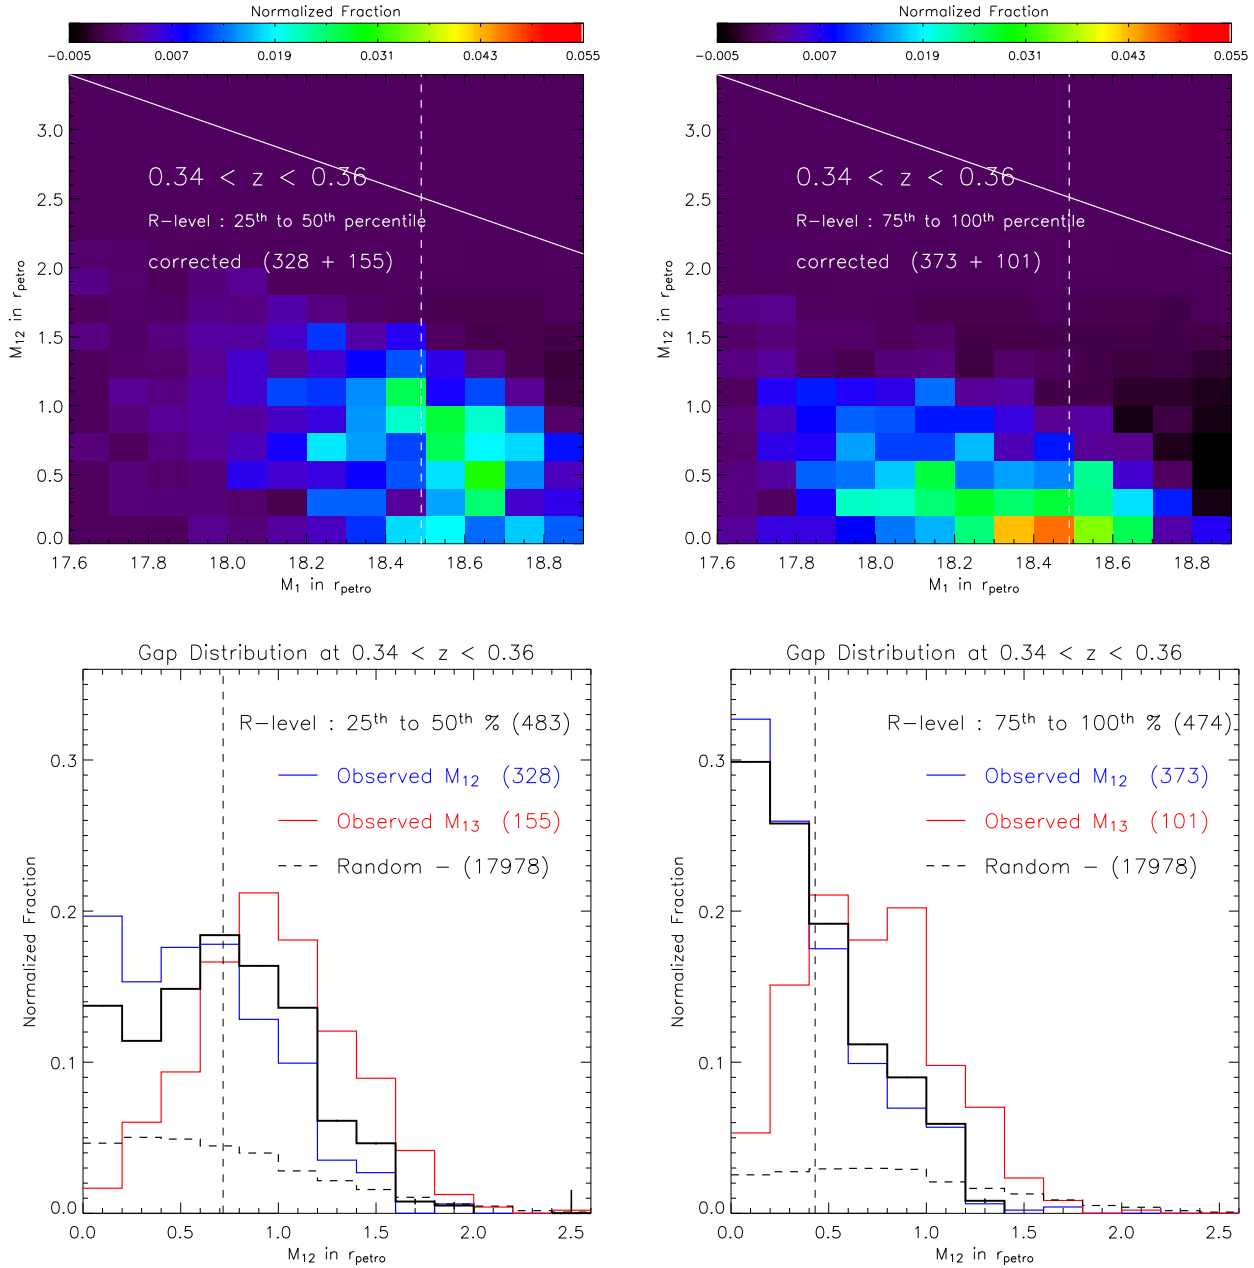 Normalized Fraction
-0.005 0.007 0.019 0.031 0.043 0.055
0.34 < z < 0.36
R-level : 25th to 50th percentile
corrected (328 + 155)
3.0
2.5
2.0
1.5
1.0
0.5
0.0
M12 in rpetro
17.6 17.8 18.0 18.2 18.4 18.6 18.8
M1 in rpetro
Normalized Fraction
-0.005 0.007 0.019 0.031 0.043 0.055
0.34 < z < 0.36
R-level : 75th to 100th percentile
corrected (373 + 101)
3.0
2.5
2.0
1.5
1.0
0.5
0.0
M12 in rpetro
17.6 17.8 18.0 18.2 18.4 18.6 18.8
M1 in rpetro
Gap Distribution at 0.34 < z < 0.36
R-level : 25th to 50th % (483)
Observed M12 (328)
Observed M13 (155)
Random - (17978)
0.3
0.2
0.1
0.0
Normalized Fraction
0.0 0.5 1.0 1.5 2.0 2.5
M12 in rpetro
Gap Distribution at 0.34 < z < 0.36
R-level : 75th to 100th % (474)
Observed M12 (373)
Observed M13 (101)
Random - (17978)
0.3
0.2
0.1
0.0
Normalized Fraction
0.0 0.5 1.0 1.5 2.0 2.5
M12 in rpetro